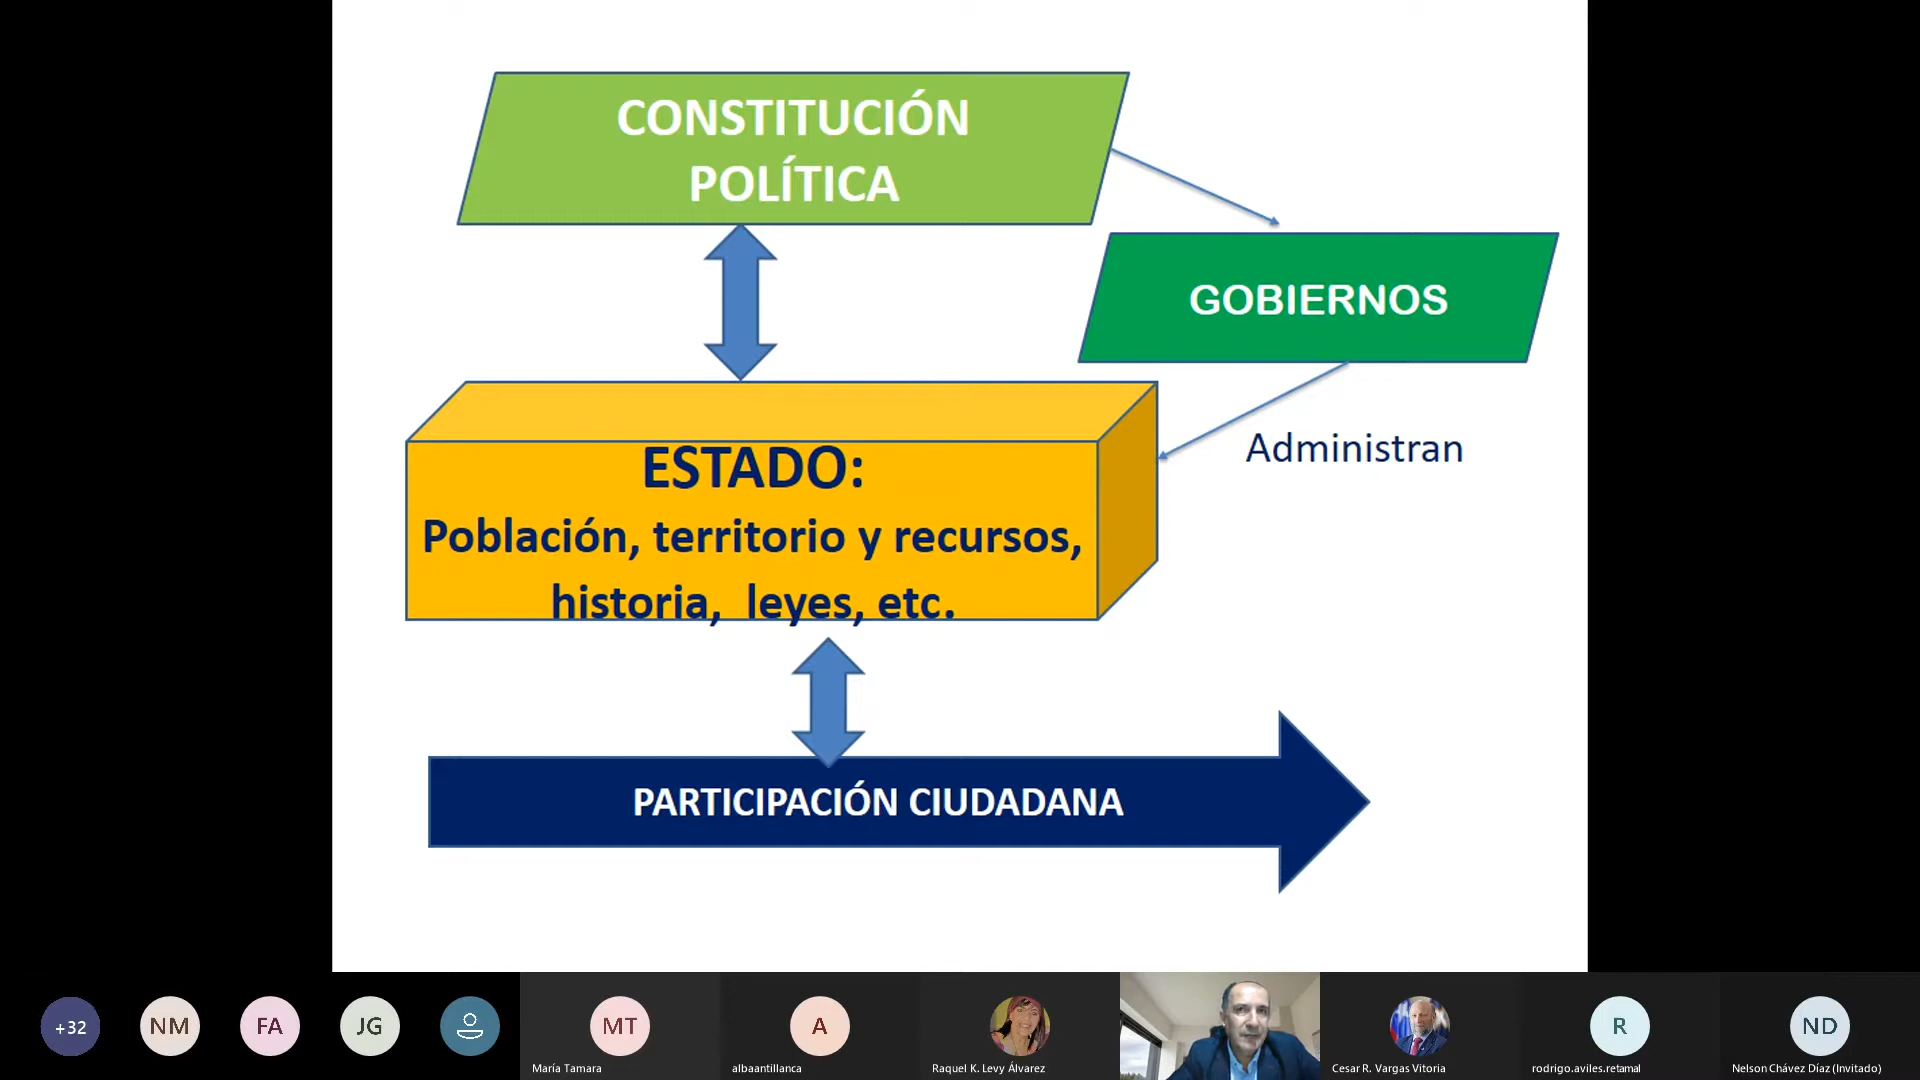 CONSTITUCIÓN
POLÍTICA
GOBIERNOS
Administran
ESTADO:
Población, territorio y recursos,
historia,  leyes, etc.
PARTICIPACIÓN CIUDADANA
+32
NM
FA
JG
MT
A
R
ND
María Tamara
albaantillanca
Raquel K. Levy Álvarez
Cesar R. Vargas Vitoria
rodrigo.aviles.retamal
Nelson Chávez Díaz (Invitado)